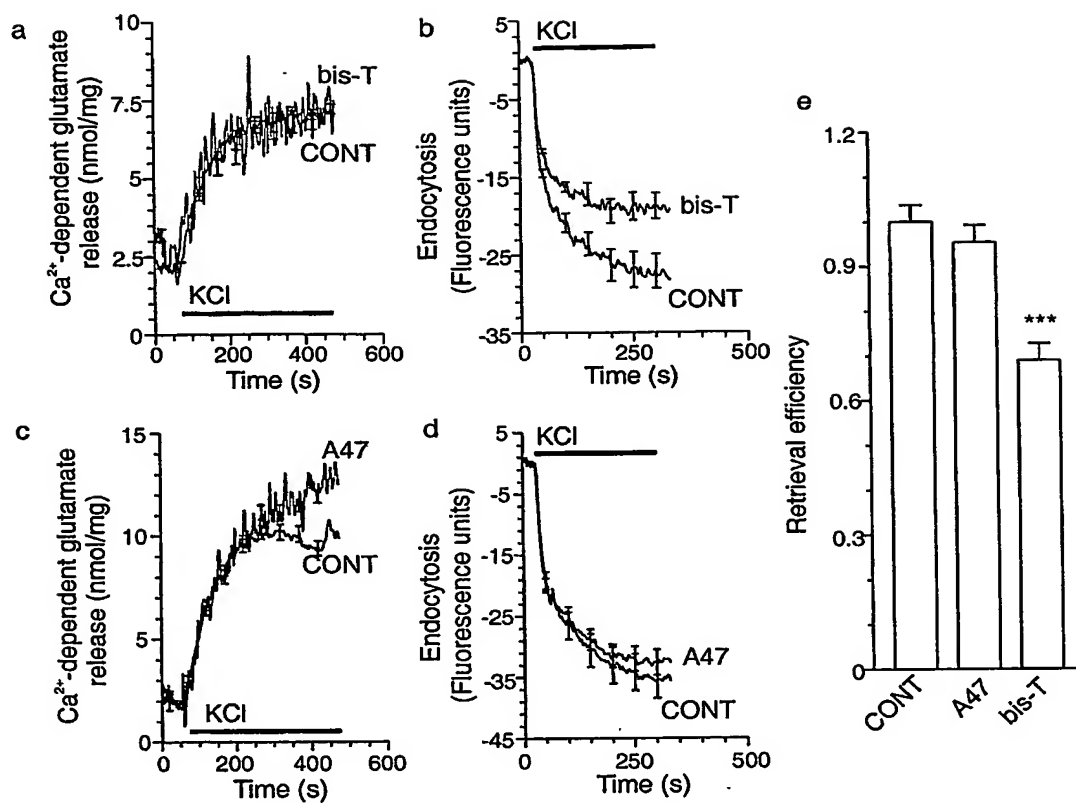 a
Ca²⁺-dependent glutamate
release (nmol/mg)
10
7.5
5
2.5
0
bis-T
CONT
KCl
0 200 400 600
Time (s)
b
Endocytosis
(Fluorescence units)
5
-5
-15
-25
-35
KCl
bis-T
CONT
0 250 500
Time (s)
c
Ca²⁺-dependent glutamate
release (nmol/mg)
15
10
5
0
A47
CONT
KCl
0 200 400 600
Time (s)
d
Endocytosis
(Fluorescence units)
5
-5
-15
-25
-35
-45
KCl
A47
CONT
0 250 500
Time (s)
e
Retrieval efficiency
1.2
0.9
0.6
0.3
0
***
CONT A47 bis-T